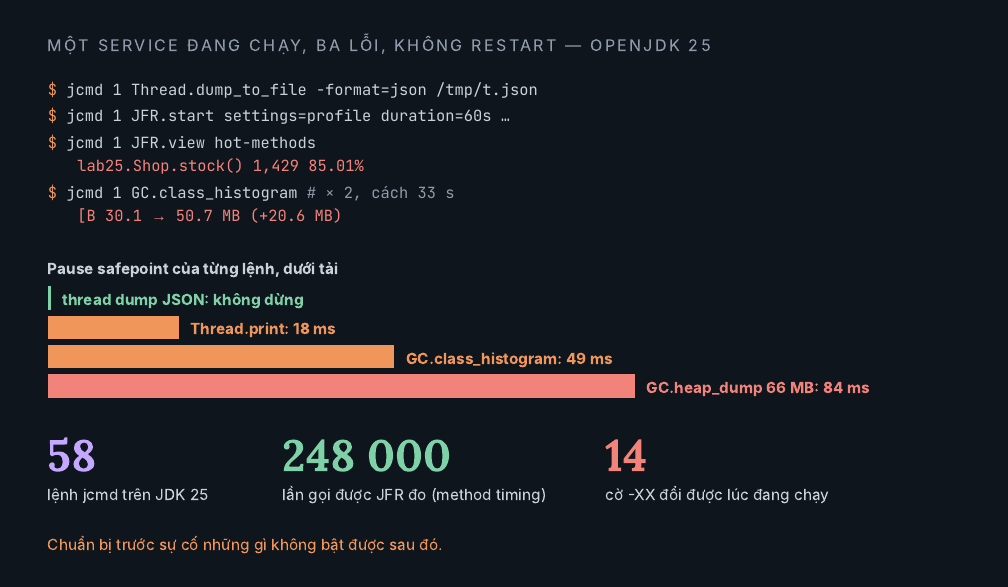 MỘT SERVICE ĐANG CHẠY, BA LỖI, KHÔNG RESTART — OPENJDK 25
$ jcmd 1 Thread.dump_to_file -format=json /tmp/t.json
$ jcmd 1 JFR.start settings=profile duration=60s …
$ jcmd 1 JFR.view hot-methods
lab25.Shop.stock() 1,429 85.01%
$ jcmd 1 GC.class_histogram # × 2, cách 33 s
[B 30.1 → 50.7 MB (+20.6 MB)
Pause safepoint của từng lệnh, dưới tải
thread dump JSON: không dừng
Thread.print: 18 ms
GC.class_histogram: 49 ms
GC.heap_dump 66 MB: 84 ms
58 248 000 14
lệnh jcmd trên JDK 25 lần gọi được JFR đo (method timing) cờ -XX đổi được lúc đang chạy
Chuẩn bị trước sự cố những gì không bật được sau đó.